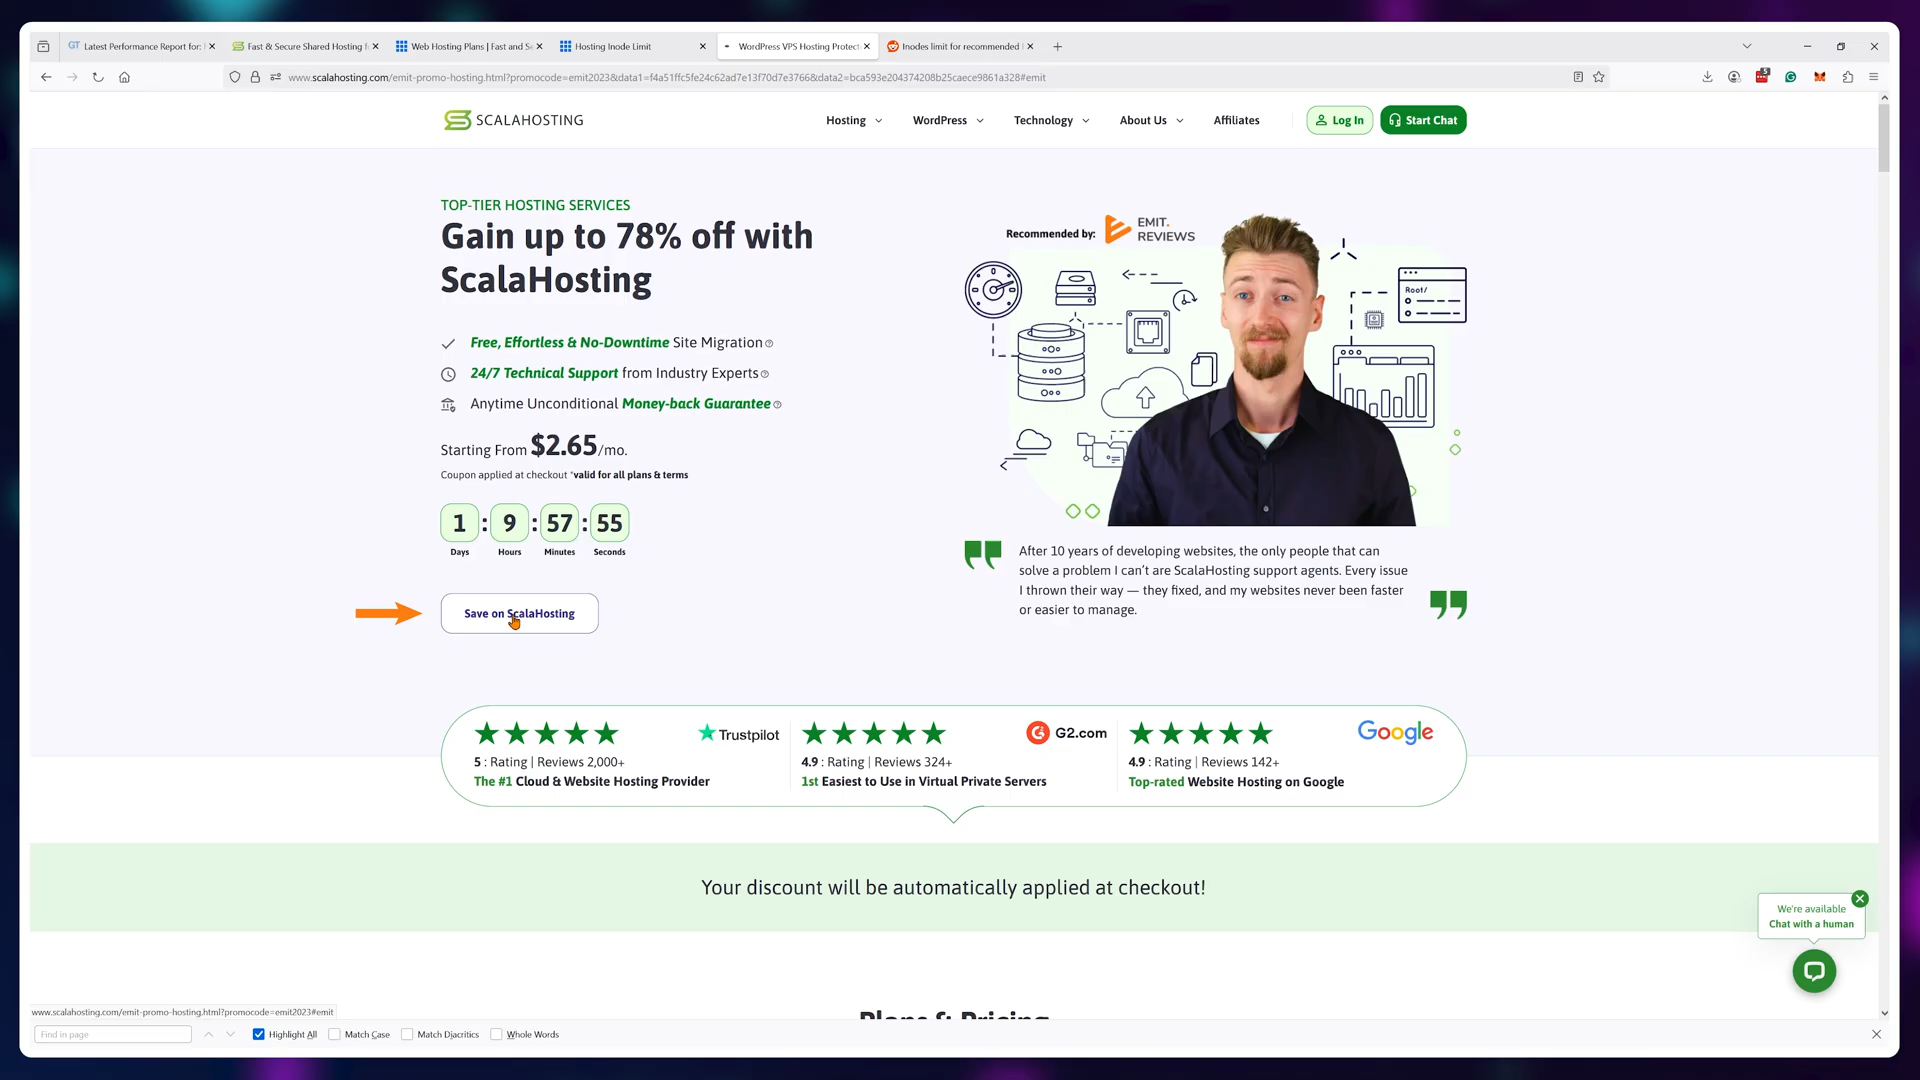 Latest Performance Report for:
Fast & Secure Shared Hosting f
Web Hosting Plans | Fast and S
Hosting Inode Limit
WordPress VPS Hosting Protect
Inodes limit for recommended
www.scalahosting.com/emit-promo-hosting.html?promocode=emit2023&data1=f4a51ffc5fe24c62ad7e13f70d7e3766&data2=bca593e204374208b25caece9861a328#emit
SCALAHOSTING
Hosting
WordPress
Technology
About Us
Affiliates
Log In
Start Chat
TOP-TIER HOSTING SERVICES
Gain up to 78% off with
ScalaHosting
Free, Effortless & No-Downtime Site Migration
24/7 Technical Support from Industry Experts
Anytime Unconditional Money-back Guarantee
Starting From $2.65/mo.
Coupon applied at checkout *valid for all plans & terms
1 : 9 : 57 : 55
Days Hours Minutes Seconds
Save on ScalaHosting
Recommended by:
EMIT.
REVIEWS
Root/
After 10 years of developing websites, the only people that can
solve a problem I can't are ScalaHosting support agents. Every issue
I thrown their way — they fixed, and my websites never been faster
or easier to manage.
Trustpilot
5 : Rating | Reviews 2,000+
The #1 Cloud & Website Hosting Provider
G2.com
4.9 : Rating | Reviews 324+
1st Easiest to Use in Virtual Private Servers
Google
4.9 : Rating | Reviews 142+
Top-rated Website Hosting on Google
Your discount will be automatically applied at checkout!
We're available
Chat with a human
Plans & Pricing
www.scalahosting.com/emit-promo-hosting.html?promocode=emit2023#emit
Find in page
Highlight All
Match Case
Match Diacritics
Whole Words